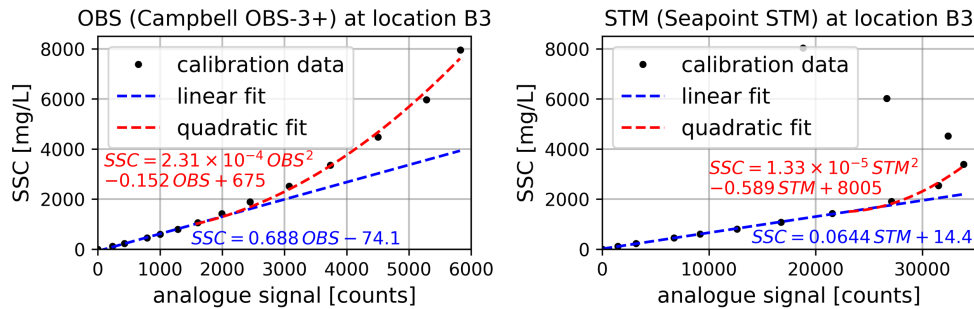 OBS (Campbell OBS-3+) at location B3
8000
6000
4000
2000
0
SSC [mg/L]
calibration data
linear fit
quadratic fit
SSC = 2.31 × 10⁻⁴ OBS²
−0.152 OBS + 675
SSC = 0.688 OBS − 74.1
0 1000 2000 3000 4000 5000 6000
analogue signal [counts]
STM (Seapoint STM) at location B3
8000
6000
4000
2000
0
SSC [mg/L]
calibration data
linear fit
quadratic fit
SSC = 1.33 × 10⁻⁵ STM²
−0.589 STM + 8005
SSC = 0.0644 STM + 14.4
0 10000 20000 30000
analogue signal [counts]